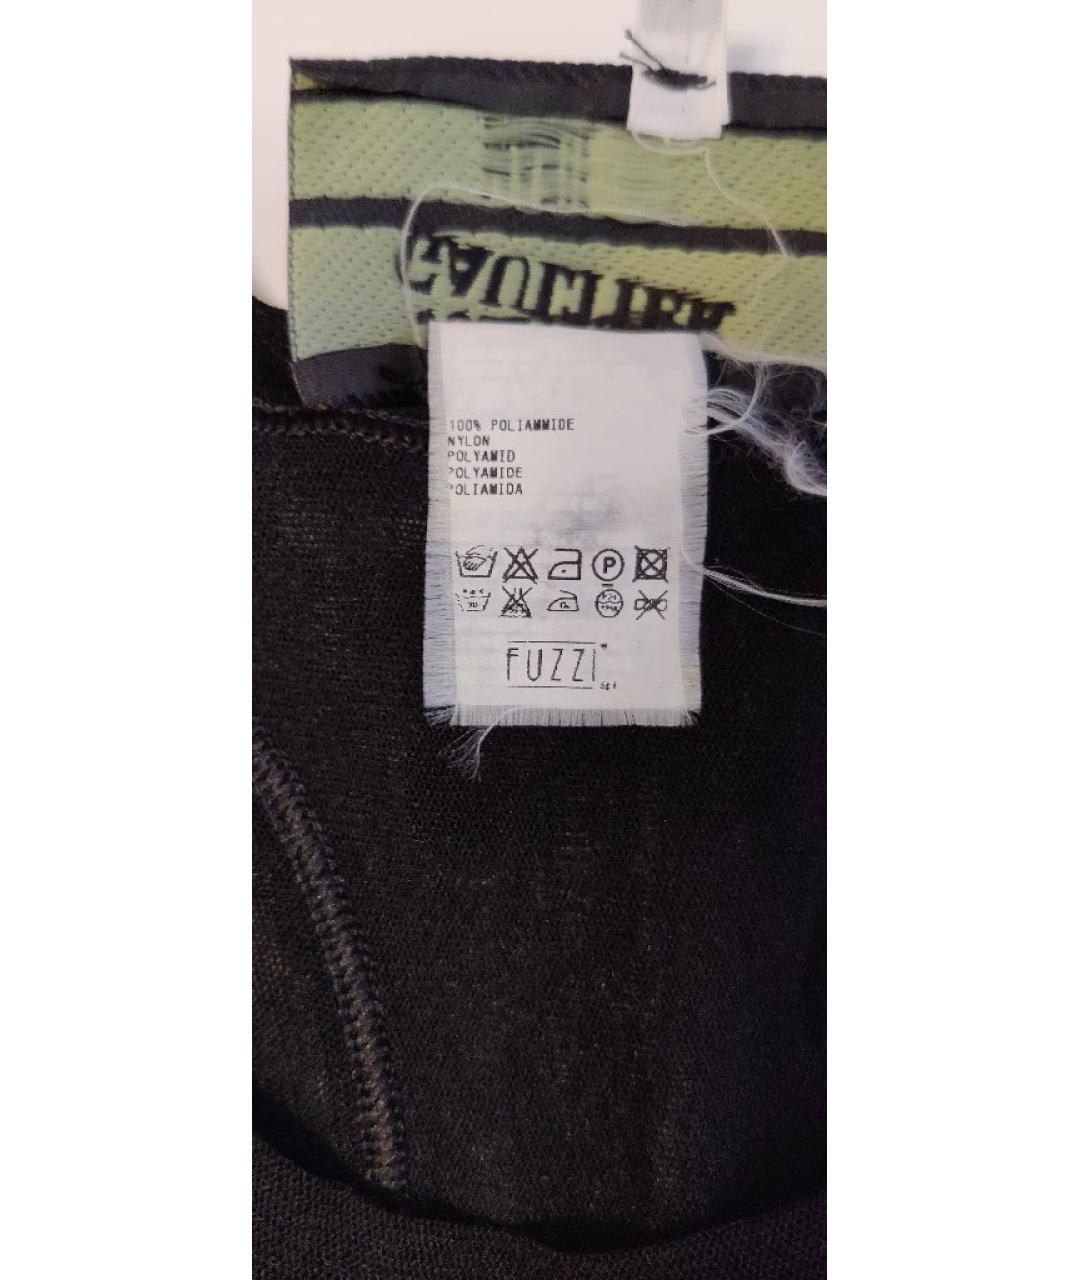 100% POLIAMMIDE
NYLON
POLYAMID
POLYAMIDE
POLIAMIDA
P
FUZZI